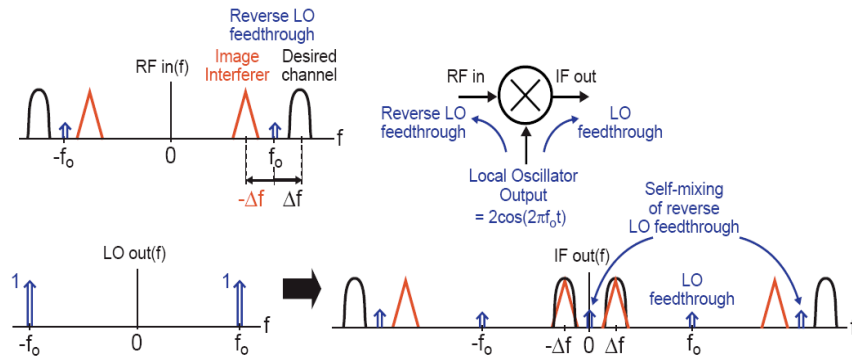 Reverse LO
feedthrough
Image
Interferer
Desired
channel
RF in(f)
-fₒ
0
fₒ
f
-Δf
Δf
RF in
IF out
Reverse LO
feedthrough
LO
feedthrough
Local Oscillator
Output
= 2cos(2πfₒt)
Self-mixing
of reverse
LO feedthrough
LO out(f)
1
1
-fₒ
0
fₒ
f
IF out(f)
LO
feedthrough
-fₒ
-Δf
0
Δf
fₒ
f